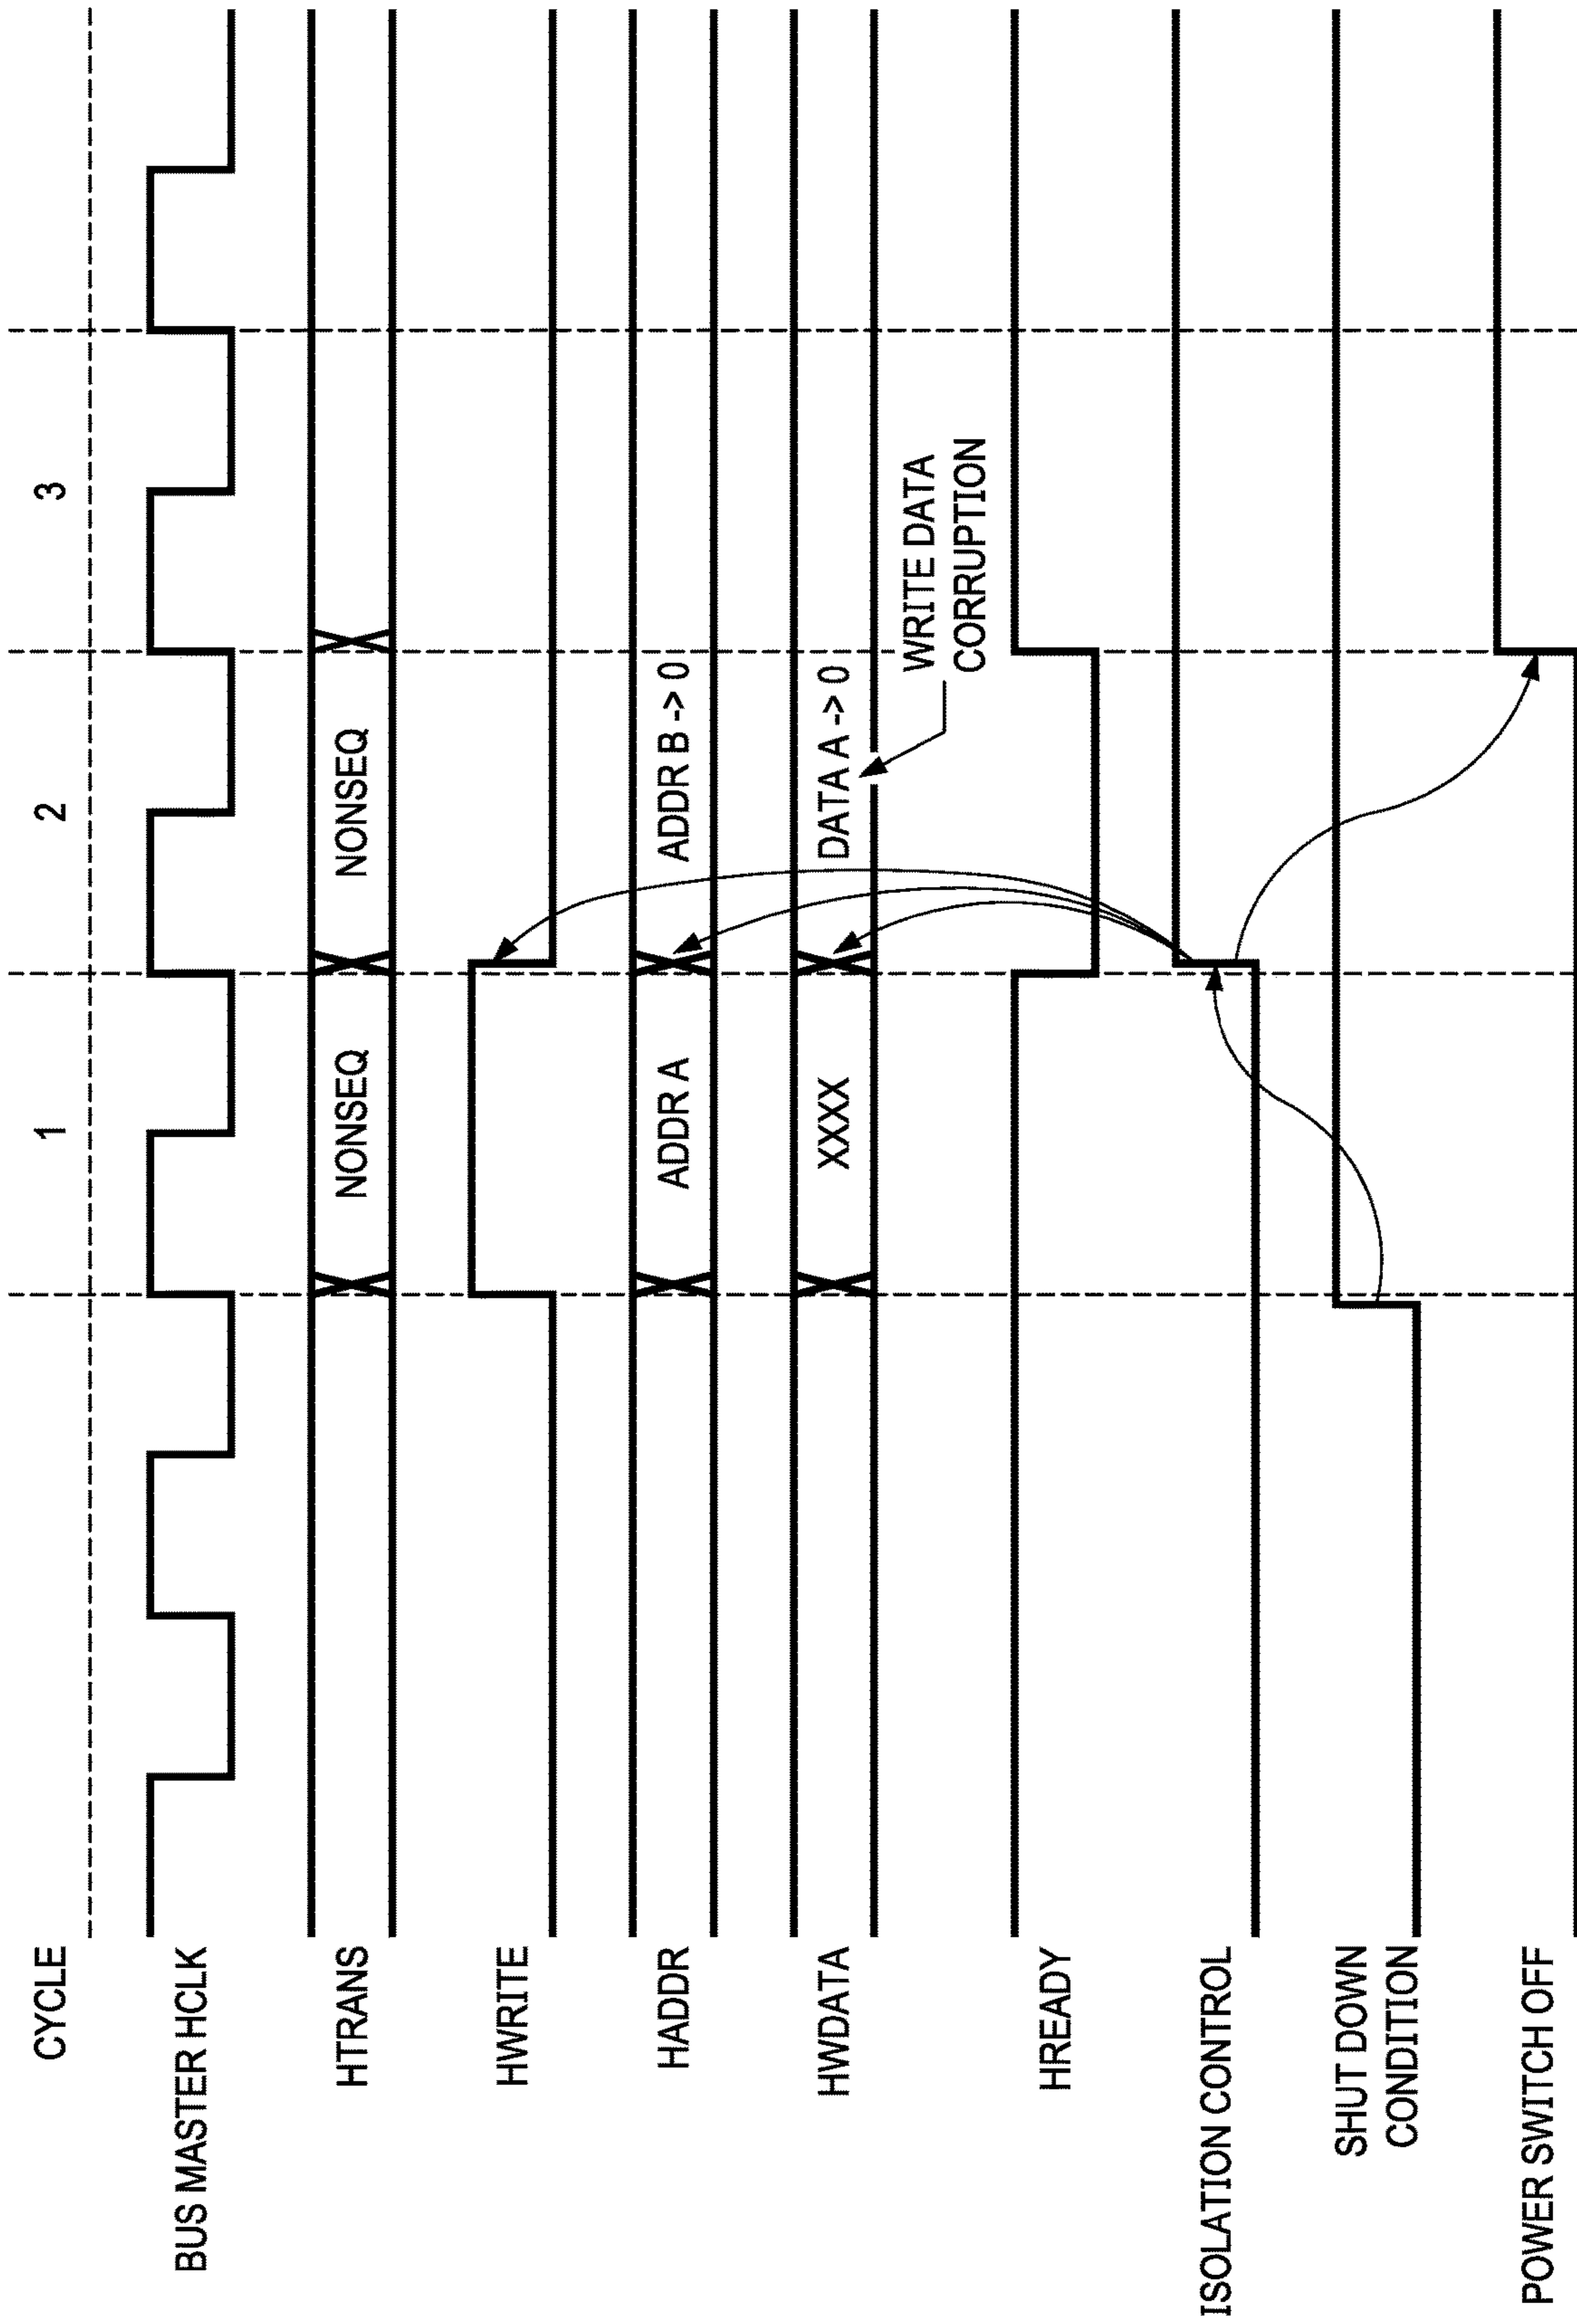 CYCLE 1 2 3
BUS MASTER HCLK
HTRANS NONSEQ NONSEQ
HWRITE
HADDR ADDR A ADDR B -> 0
HWDATA XXXX DATA A -> 0
WRITE DATA
CORRUPTION
HREADY
ISOLATION CONTROL
SHUT DOWN
CONDITION
POWER SWITCH OFF